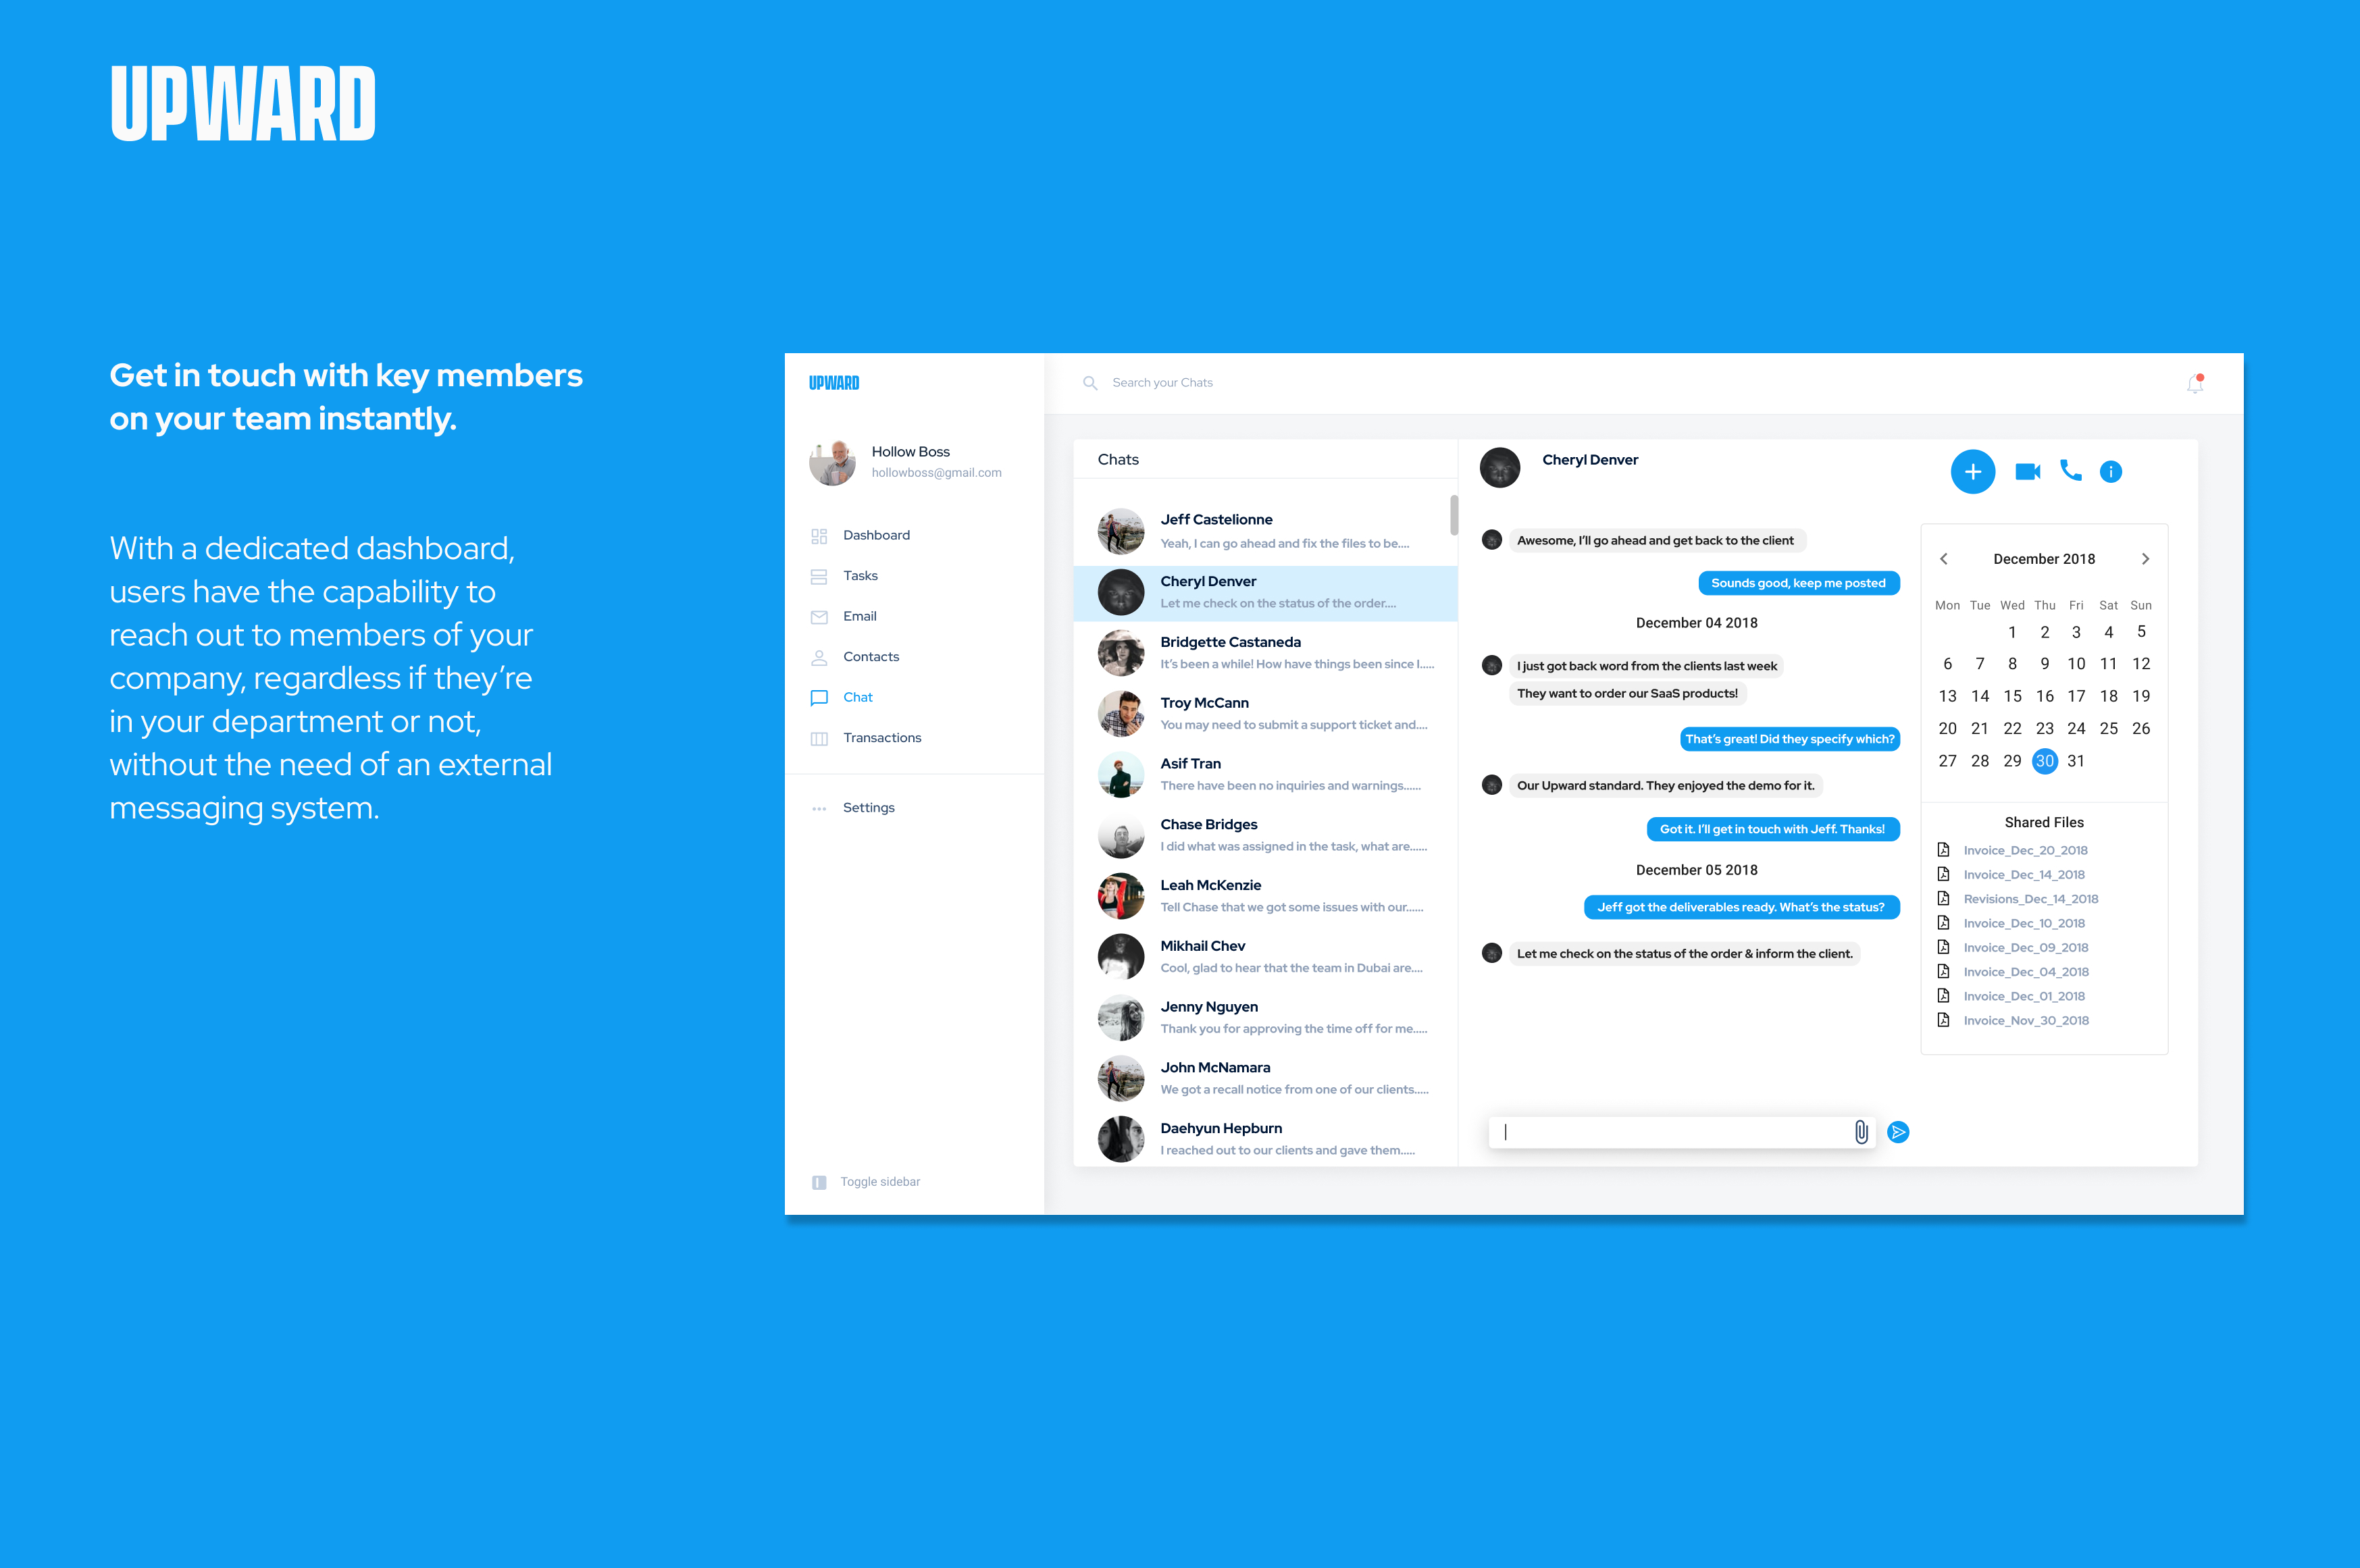 UPWARD
Get in touch with key members
on your team instantly.
With a dedicated dashboard,
users have the capability to
reach out to members of your
company, regardless if they’re
in your department or not,
without the need of an external
messaging system.
UPWARD
Hollow Boss
hollowboss@gmail.com
Dashboard
Tasks
Email
Contacts
Chat
Transactions
Settings
Toggle sidebar
Search your Chats
Chats
Jeff Castelionne
Yeah, I can go ahead and fix the files to be....
Cheryl Denver
Let me check on the status of the order....
Bridgette Castaneda
It’s been a while! How have things been since I.....
Troy McCann
You may need to submit a support ticket and....
Asif Tran
There have been no inquiries and warnings......
Chase Bridges
I did what was assigned in the task, what are......
Leah McKenzie
Tell Chase that we got some issues with our......
Mikhail Chev
Cool, glad to hear that the team in Dubai are....
Jenny Nguyen
Thank you for approving the time off for me.....
John McNamara
We got a recall notice from one of our clients.....
Daehyun Hepburn
I reached out to our clients and gave them.....
Cheryl Denver
Awesome, I’ll go ahead and get back to the client
Sounds good, keep me posted
December 04 2018
I just got back word from the clients last week
They want to order our SaaS products!
That’s great! Did they specify which?
Our Upward standard. They enjoyed the demo for it.
Got it. I’ll get in touch with Jeff. Thanks!
December 05 2018
Jeff got the deliverables ready. What’s the status?
Let me check on the status of the order & inform the client.
December 2018
Mon Tue Wed Thu Fri Sat Sun
1 2 3 4 5
6 7 8 9 10 11 12
13 14 15 16 17 18 19
20 21 22 23 24 25 26
27 28 29 30 31
Shared Files
Invoice_Dec_20_2018
Invoice_Dec_14_2018
Revisions_Dec_14_2018
Invoice_Dec_10_2018
Invoice_Dec_09_2018
Invoice_Dec_04_2018
Invoice_Dec_01_2018
Invoice_Nov_30_2018